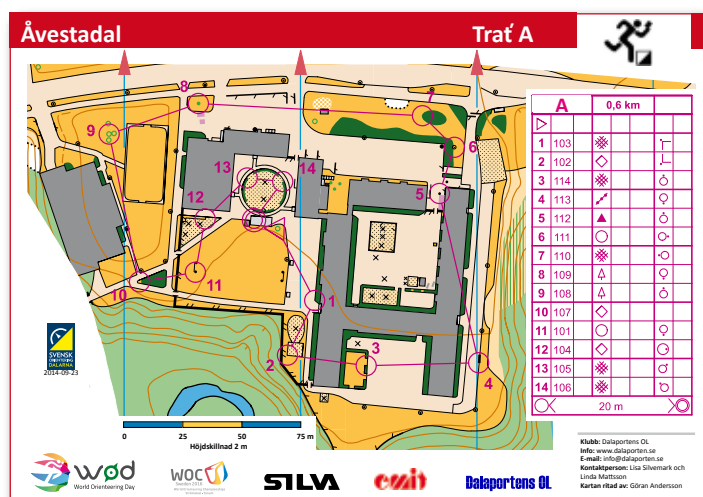 Åvestadal
Trať A
8
7
9
6
13
14
5
12
10
11
1
2
3
4
A 0,6 km
1 103
2 102
3 114
4 113
5 112
6 111
7 110
8 109
9 108
10 107
11 101
12 104
13 105
14 106
20 m
SVENSK
ORIENTERING
DALARNA
2014-09-23
0 25 50 75 m
Höjdskillnad 2 m
wød
World Orienteering Day
WOC
Sweden 2016
SILVA
emit
Dalaportens OL
Klubb: Dalaportens OL
Info: www.dalaporten.se
E-mail: info@dalaporten.se
Kontaktperson: Lisa Silvemark och
Linda Mattsson
Kartan ritad av: Göran Andersson